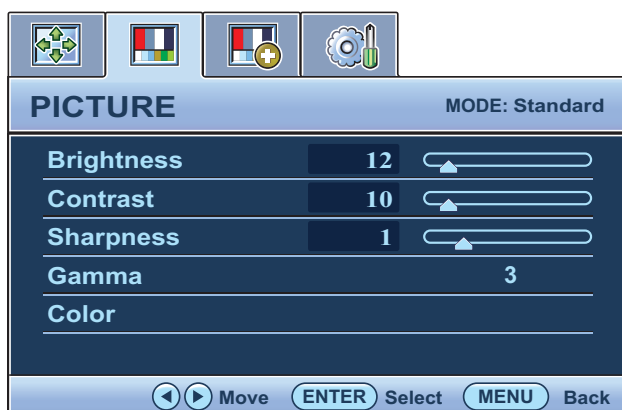 PICTURE MODE: Standard
Brightness 12
Contrast 10
Sharpness 1
Gamma 3
Color
Move ENTER Select MENU Back